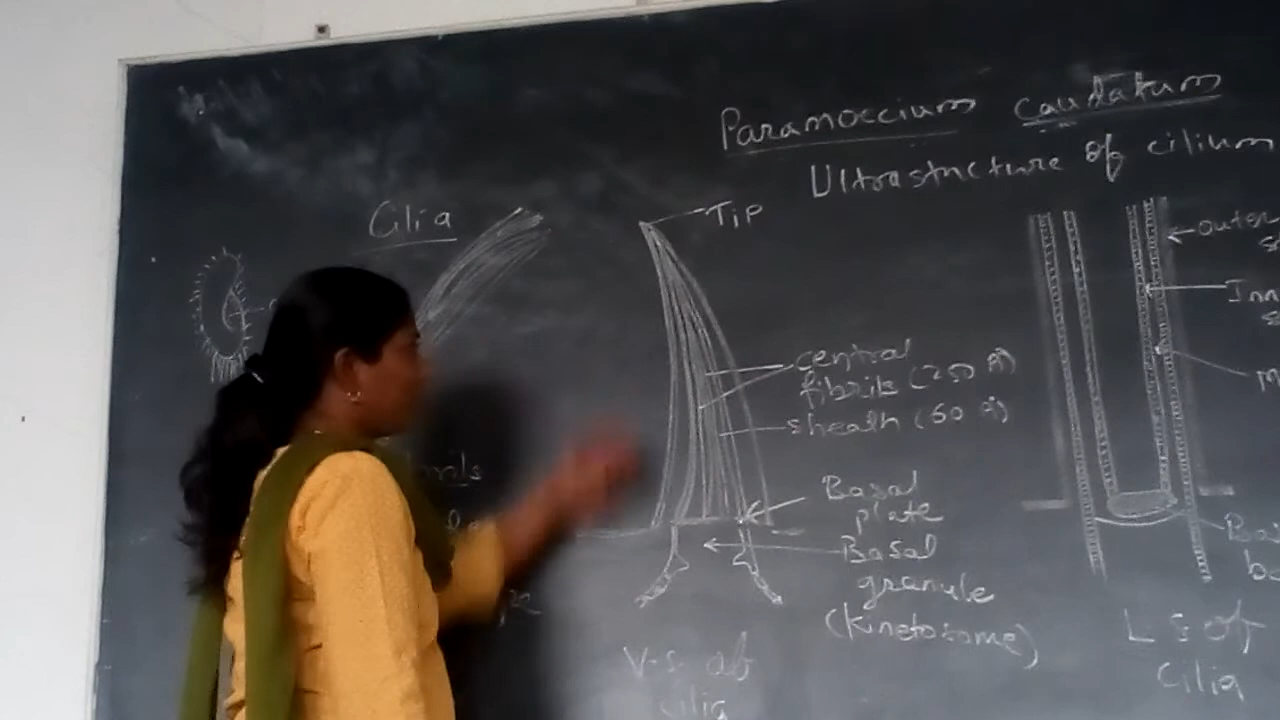 Paramoecium caudatum
Ultrastructure of cilium
Cilia
Tip
outer
Inn
central
fibrils (250 Å)
sheath (60 Å)
Basal
plate
Basal
granule
(kinetosome)
V-S of
cilia
L S of
cilia